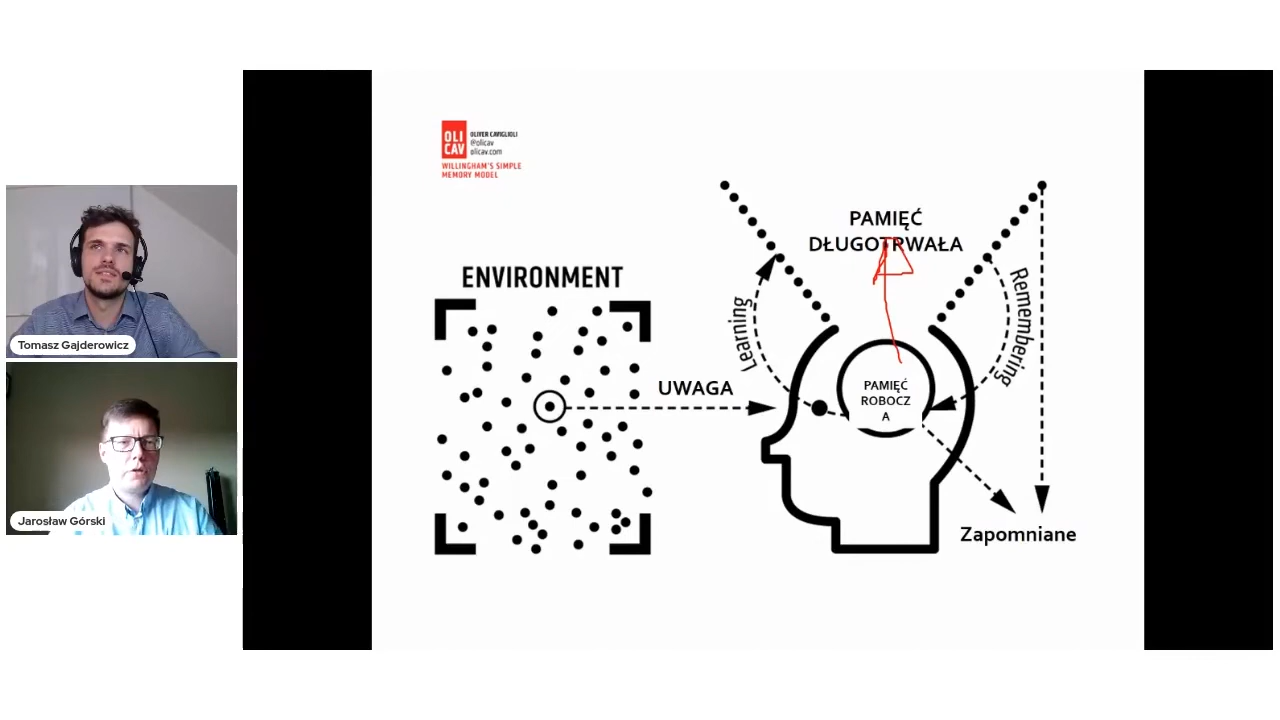 OLI
CAV
OLIVER CAVIGLIOLI
@olicav
olicav.com
WILLINGHAM'S SIMPLE
MEMORY MODEL
PAMIĘĆ
DŁUGOTRWAŁA
ENVIRONMENT
Learning
Remembering
UWAGA
PAMIĘĆ
ROBOCZ
A
Zapomniane
Tomasz Gajderowicz
Jarosław Górski